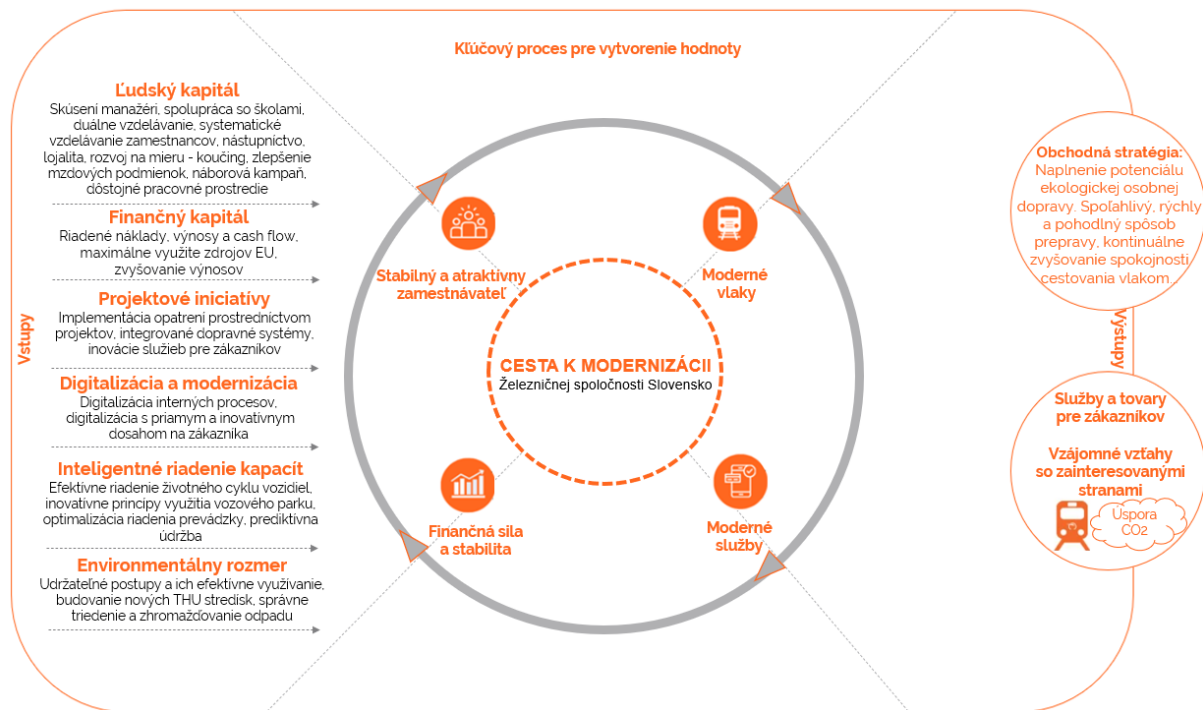 Kľúčový proces pre vytvorenie hodnoty
Vstupy
Ľudský kapitál
Skúsení manažéri, spolupráca so školami,
duálne vzdelávanie, systematické
vzdelávanie zamestnancov, nástupníctvo,
lojalita, rozvoj na mieru - koučing, zlepšenie
mzdových podmienok, náborová kampaň,
dôstojné pracovné prostredie
Finančný kapitál
Riadené náklady, výnosy a cash flow,
maximálne využite zdrojov EU,
zvyšovanie výnosov
Projektové iniciatívy
Implementácia opatrení prostredníctvom
projektov, integrované dopravné systémy,
inovácie služieb pre zákazníkov
Digitalizácia a modernizácia
Digitalizácia interných procesov,
digitalizácia s priamym a inovatívnym
dosahom na zákazníka
Inteligentné riadenie kapacít
Efektívne riadenie životného cyklu vozidiel,
inovatívne princípy využitia vozového parku,
optimalizácia riadenia prevádzky, prediktívna
údržba
Environmentálny rozmer
Udržateľné postupy a ich efektívne využívanie,
budovanie nových THU stredísk, správne
triedenie a zhromažďovanie odpadu
Stabilný a atraktívny
zamestnávateľ
Moderné
vlaky
CESTA K MODERNIZÁCII
Železničnej spoločnosti Slovensko
Finančná sila
a stabilita
Moderné
služby
Obchodná stratégia:
Naplnenie potenciálu
ekologickej osobnej
dopravy. Spoľahlivý, rýchly
a pohodlný spôsob
prepravy, kontinuálne
zvyšovanie spokojnosti
cestovania vlakom...
Výstupy
Služby a tovary
pre zákazníkov
Vzájomné vzťahy
so zainteresovanými
stranami
Úspora
CO2